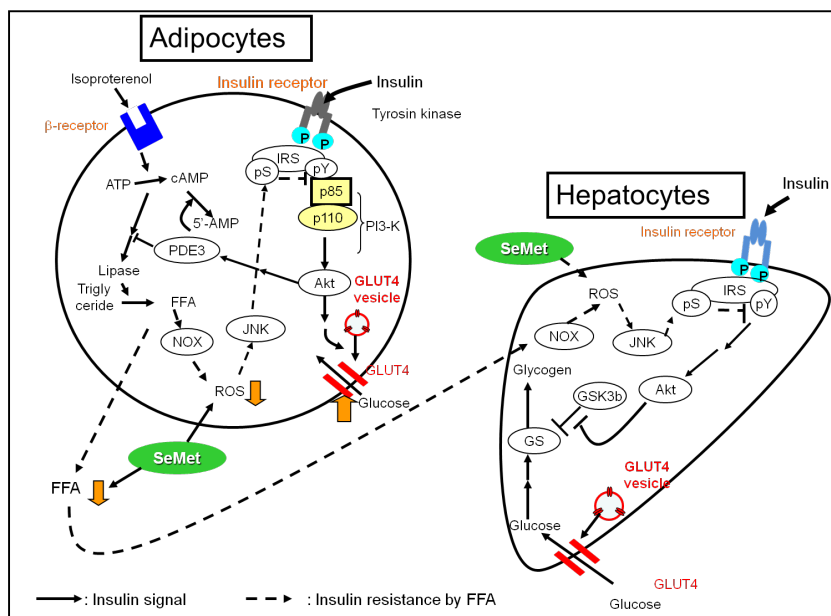 Adipocytes
Isoproterenol
Insulin receptor
Insulin
Tyrosin kinase
β-receptor
P
P
IRS
pS
pY
ATP
cAMP
p85
5'-AMP
p110
PI3-K
PDE3
Lipase
Akt
Trigly
ceride
FFA
GLUT4
vesicle
NOX
JNK
GLUT4
ROS
Glucose
SeMet
FFA
Hepatocytes
Insulin
Insulin receptor
SeMet
P
P
IRS
ROS
pS
pY
NOX
JNK
Glycogen
Akt
GSK3b
GS
GLUT4
vesicle
Glucose
GLUT4
Glucose
: Insulin signal
: Insulin resistance by FFA